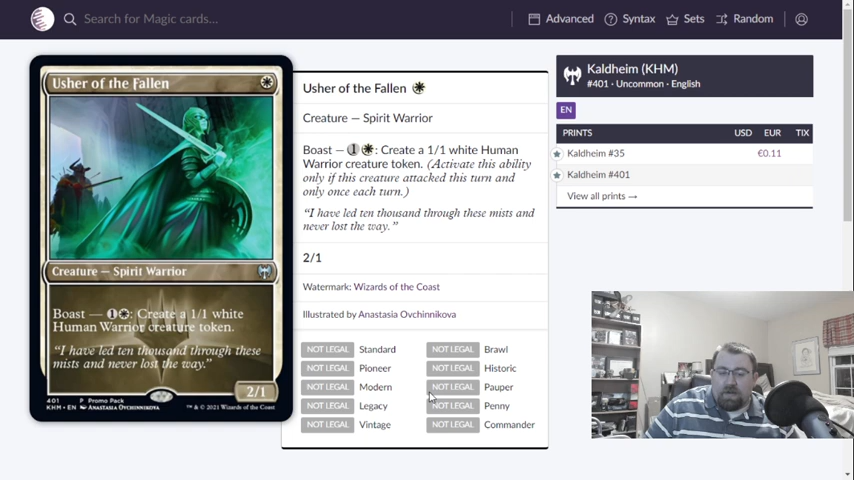 Search for Magic cards...
Advanced
Syntax
Sets
Random
Usher of the Fallen
Creature — Spirit Warrior
Boast — 1: Create a 1/1 white
Human Warrior creature token.
“I have led ten thousand through these
mists and never lost the way.”
2/1
401 P Promo Pack
KHM • EN ANASTASIA OVCHINNIKOVA
™ & © 2021 Wizards of the Coast
Usher of the Fallen
Creature — Spirit Warrior
Boast — 1: Create a 1/1 white Human
Warrior creature token. (Activate this ability
only if this creature attacked this turn and
only once each turn.)
“I have led ten thousand through these mists and
never lost the way.”
2/1
Watermark: Wizards of the Coast
Illustrated by Anastasia Ovchinnikova
NOT LEGAL Standard NOT LEGAL Brawl
NOT LEGAL Pioneer NOT LEGAL Historic
NOT LEGAL Modern NOT LEGAL Pauper
NOT LEGAL Legacy NOT LEGAL Penny
NOT LEGAL Vintage NOT LEGAL Commander
Kaldheim (KHM)
#401 · Uncommon · English
EN
PRINTS USD EUR TIX
Kaldheim #35 €0.11
Kaldheim #401
View all prints →